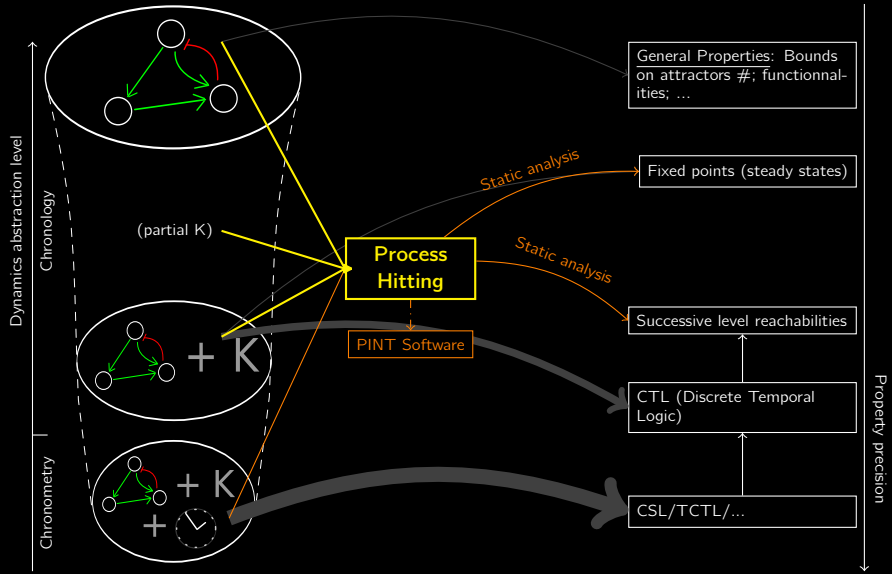 Dynamics abstraction level
Chronology
Chronometry
(partial K)
+ K
+ K
+
Process
Hitting
PINT Software
Static analysis
Static analysis
General Properties: Bounds
on attractors #; functionnal-
ities; ...
Fixed points (steady states)
Successive level reachabilities
CTL (Discrete Temporal
Logic)
CSL/TCTL/...
Property precision